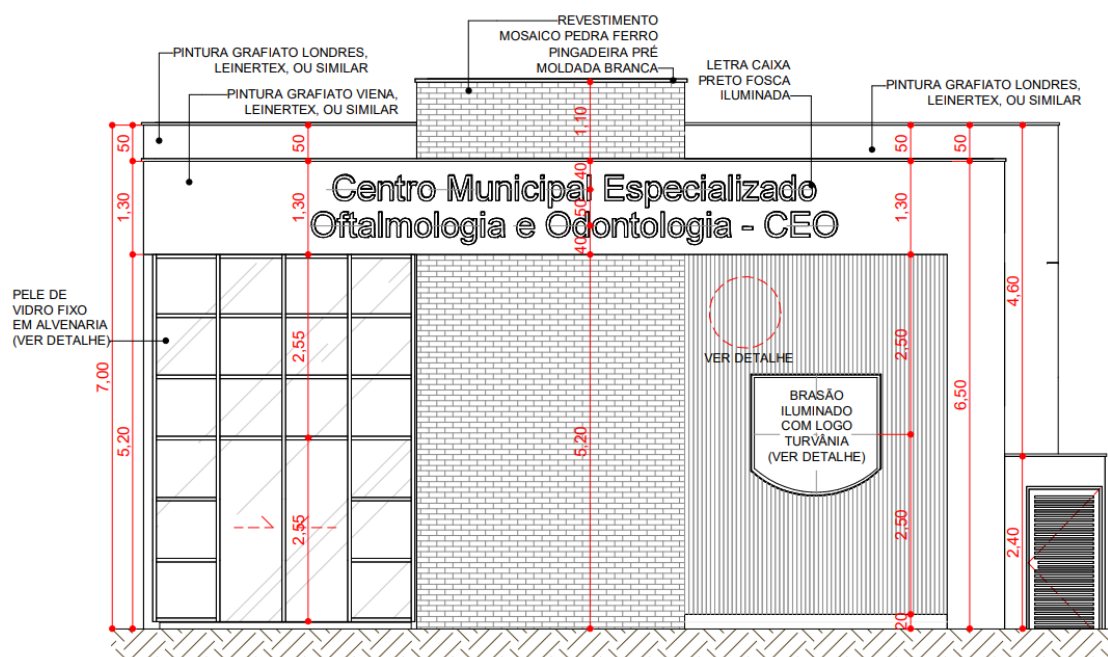 REVESTIMENTO
MOSAICO PEDRA FERRO
PINGADEIRA PRÉ
MOLDADA BRANCA
PINTURA GRAFIATO LONDRES,
LEINERTEX, OU SIMILAR
LETRA CAIXA
PRETO FOSCA
ILUMINADA
PINTURA GRAFIATO LONDRES,
LEINERTEX, OU SIMILAR
PINTURA GRAFIATO VIENA,
LEINERTEX, OU SIMILAR
50
50
1,10
50
50
1,30
1,30
40
50
40
1,30
Centro Municipal Especializado
Oftalmologia e Odontologia - CEO
PELE DE
VIDRO FIXO
EM ALVENARIA
(VER DETALHE)
7,00
5,20
2,55
2,55
5,20
VER DETALHE
BRASÃO
ILUMINADO
COM LOGO
TURVÂNIA
(VER DETALHE)
2,50
2,50
20
6,50
4,60
2,40